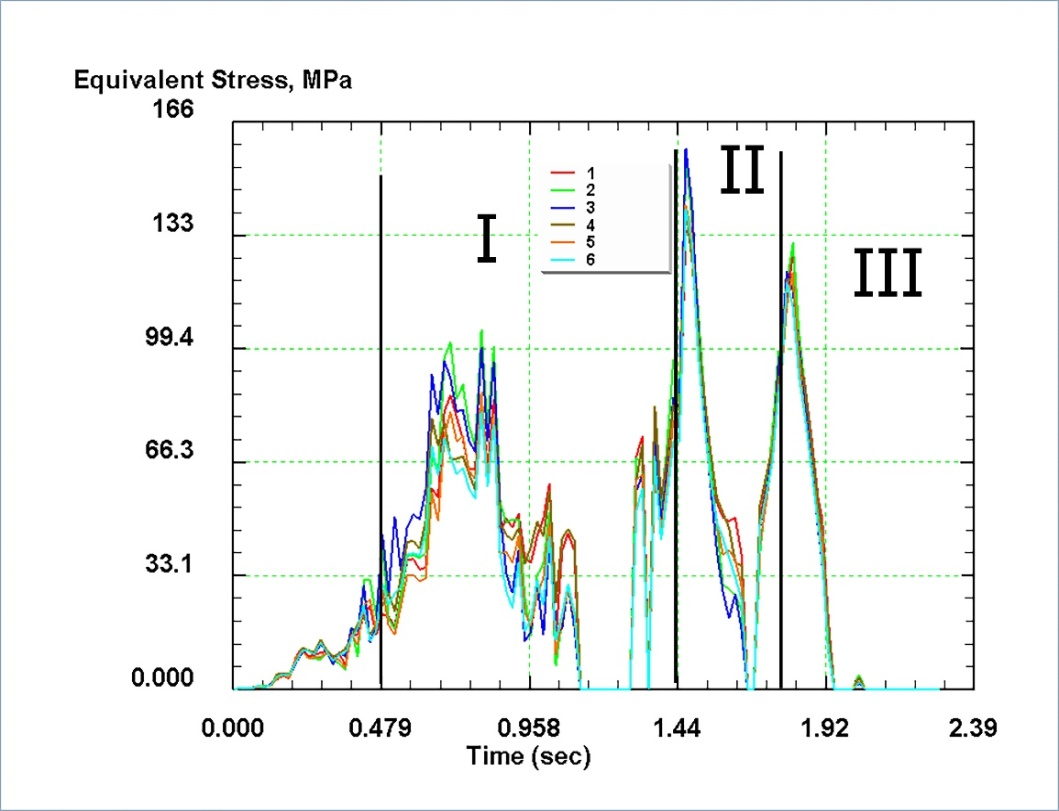 Equivalent Stress, MPa
166
133
99.4
66.3
33.1
0.000
I
II
III
1
2
3
4
5
6
0.000 0.479 0.958 1.44 1.92 2.39
Time (sec)